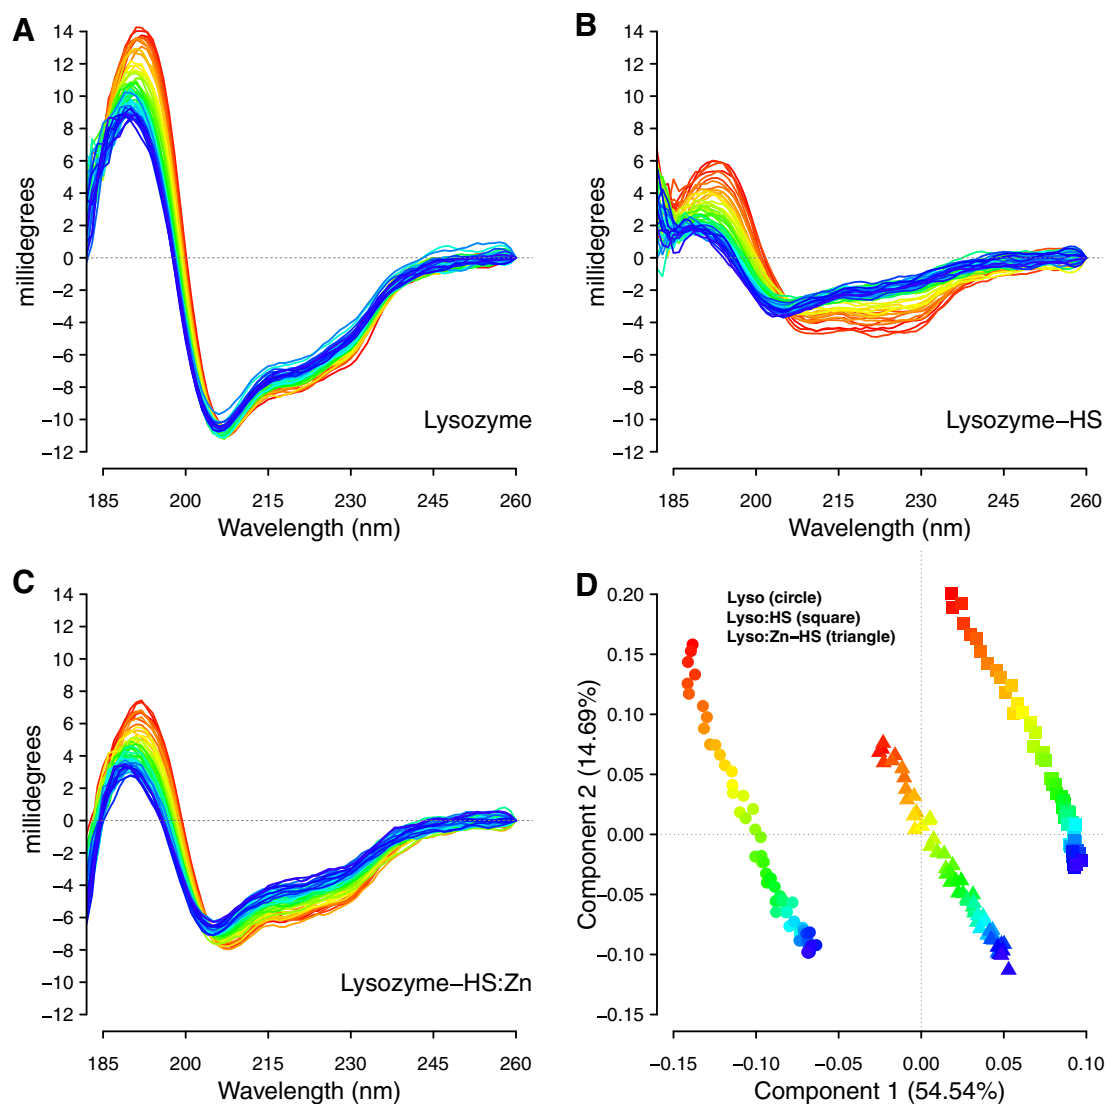 A
14
12
10
8
6
4
2
0
−2
−4
−6
−8
−10
−12
millidegrees
Lysozyme
185 200 215 230 245 260
Wavelength (nm)
B
14
12
10
8
6
4
2
0
−2
−4
−6
−8
−10
−12
millidegrees
Lysozyme−HS
185 200 215 230 245 260
Wavelength (nm)
C
14
12
10
8
6
4
2
0
−2
−4
−6
−8
−10
−12
millidegrees
Lysozyme−HS:Zn
185 200 215 230 245 260
Wavelength (nm)
D
Lyso (circle)
Lyso:HS (square)
Lyso:Zn−HS (triangle)
0.20
0.15
0.10
0.05
0.00
−0.05
−0.10
−0.15
Component 2 (14.69%)
−0.15 −0.10 −0.05 0.00 0.05 0.10
Component 1 (54.54%)